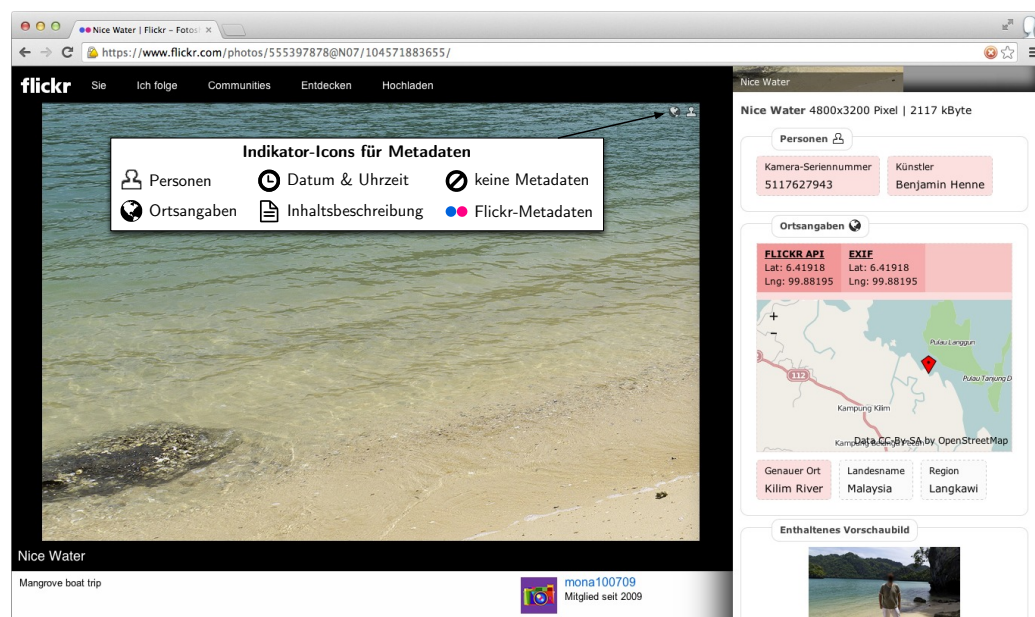 Nice Water | Flickr - Fotos
https://www.flickr.com/photos/555397878@N07/104571883655/
flickr Sie Ich folge Communities Entdecken Hochladen
Indikator-Icons für Metadaten
Personen Datum & Uhrzeit keine Metadaten
Ortsangaben Inhaltsbeschreibung Flickr-Metadaten
Nice Water
Mangrove boat trip
mona100709
Mitglied seit 2009
Nice Water
Nice Water 4800x3200 Pixel | 2117 kByte
Personen
Kamera-Seriennummer Künstler
5117627943 Benjamin Henne
Ortsangaben
FLICKR API EXIF
Lat: 6.41918 Lat: 6.41918
Lng: 99.88195 Lng: 99.88195
+
-
Pulau Langgun
112
Pulau Tanjung D
Kampung Kilim
Data CC-By-SA by OpenStreetMap
Genauer Ort Landesname Region
Kilim River Malaysia Langkawi
Enthaltenes Vorschaubild